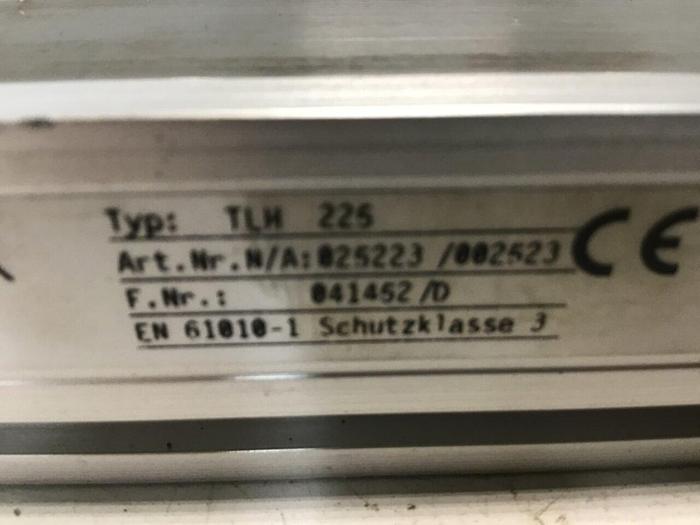 Typ: TLH 225
Art.Nr.N/A:025223 /002523 CE
F.Nr.: 041452 /D
EN 61010-1 Schutzklasse 3